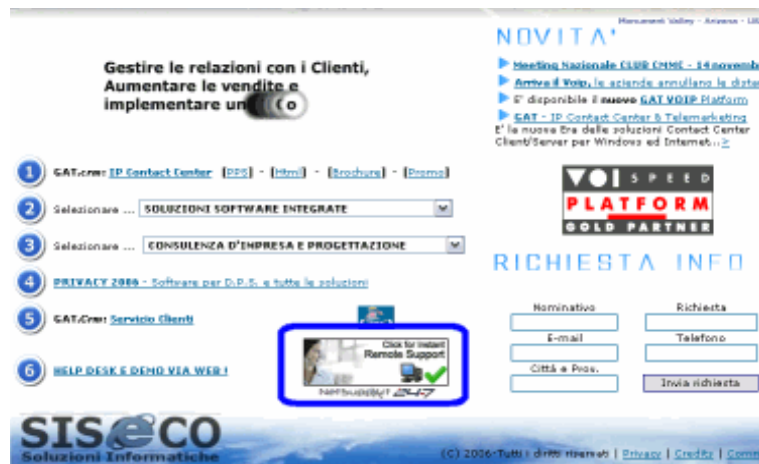 Monument Valley - Arizona - US
NOVITA'
Gestire le relazioni con i Clienti,
Aumentare le vendite e
implementare un
Meeting Nazionale CLUB CMMC - 14 novemb
Arriva il Voip, le aziende annullano le dista
E' disponibile il nuovo GAT VOIP Platform
GAT - IP Contact Center & Telemarketing
E' la nuova Era delle soluzioni Contact Center
Client/Server per Windows ed Internet...>
1 GAT.crm: IP Contact Center [PPS] - [Html] - [Brochure] - [Promo]
2 Selezionare ... SOLUZIONI SOFTWARE INTEGRATE
3 Selezionare ... CONSULENZA D'IMPRESA E PROGETTAZIONE
4 PRIVACY 2006 - Software per D.P.S. e tutte le soluzioni
5 GAT.Crm: Servizio Clienti
6 HELP DESK E DEMO VIA WEB !
Click for Instant
Remote Support
NetSupport 24-7
VOI SPEED
PLATFORM
GOLD PARTNER
RICHIESTA INFO
Nominativo Richiesta
E-mail Telefono
Città e Prov.
Invia richiesta
SISECO
Soluzioni Informatiche
(C) 2006-Tutti i diritti riservati | Privacy | Credits | Comm